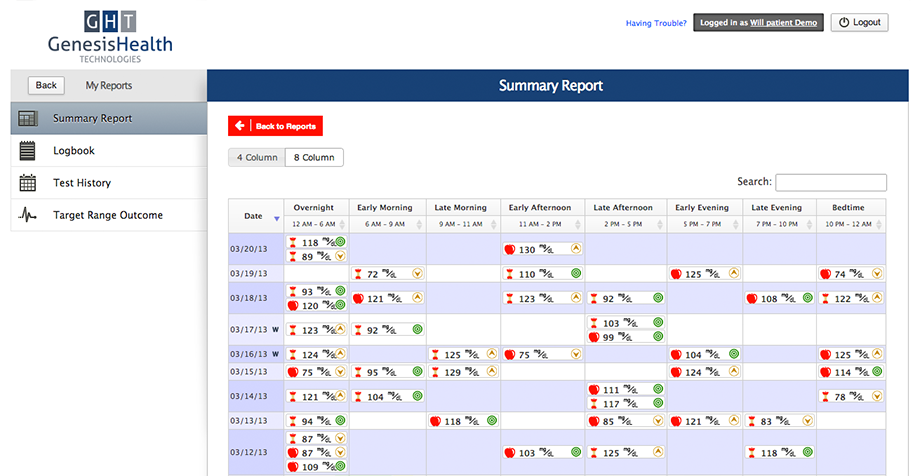 GHT
GenesisHealth
TECHNOLOGIES
Having Trouble?
Logged in as Will patient Demo
Logout
Back
My Reports
Summary Report
Summary Report
Logbook
Test History
Target Range Outcome
Back to Reports
4 Column
8 Column
Search:
Date
Overnight Early Morning Late Morning Early Afternoon Late Afternoon Early Evening Late Evening Bedtime
12 AM - 6 AM 6 AM - 9 AM 9 AM - 11 AM 11 AM - 2 PM 2 PM - 5 PM 5 PM - 7 PM 7 PM - 10 PM 10 PM - 12 AM
03/20/13 118 mg/dL 130 mg/dL
89 mg/dL
03/19/13 72 mg/dL 110 mg/dL 125 mg/dL 74 mg/dL
03/18/13 93 mg/dL 121 mg/dL 123 mg/dL 92 mg/dL 108 mg/dL 122 mg/dL
120 mg/dL
03/17/13 W 123 mg/dL 92 mg/dL 103 mg/dL
99 mg/dL
03/16/13 W 124 mg/dL 125 mg/dL 75 mg/dL 104 mg/dL 125 mg/dL
03/15/13 75 mg/dL 95 mg/dL 129 mg/dL 124 mg/dL 114 mg/dL
03/14/13 121 mg/dL 104 mg/dL 111 mg/dL 78 mg/dL
117 mg/dL
03/13/13 94 mg/dL 118 mg/dL 85 mg/dL 121 mg/dL 83 mg/dL
03/12/13 87 mg/dL 103 mg/dL 125 mg/dL 118 mg/dL
87 mg/dL
109 mg/dL